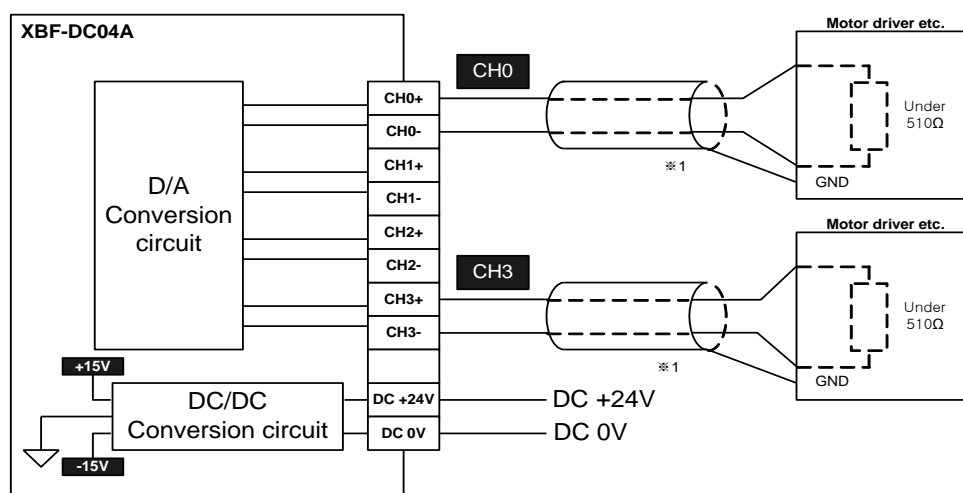 XBF-DC04A
Motor driver etc.
CH0
CH0+
CH0-
CH1+
CH1-
CH2+
CH2-
CH3+
CH3-
D/A
Conversion
circuit
Under
510Ω
※1
GND
Motor driver etc.
CH3
Under
510Ω
※1
GND
+15V
DC/DC
Conversion circuit
-15V
DC +24V
DC 0V
DC +24V
DC 0V